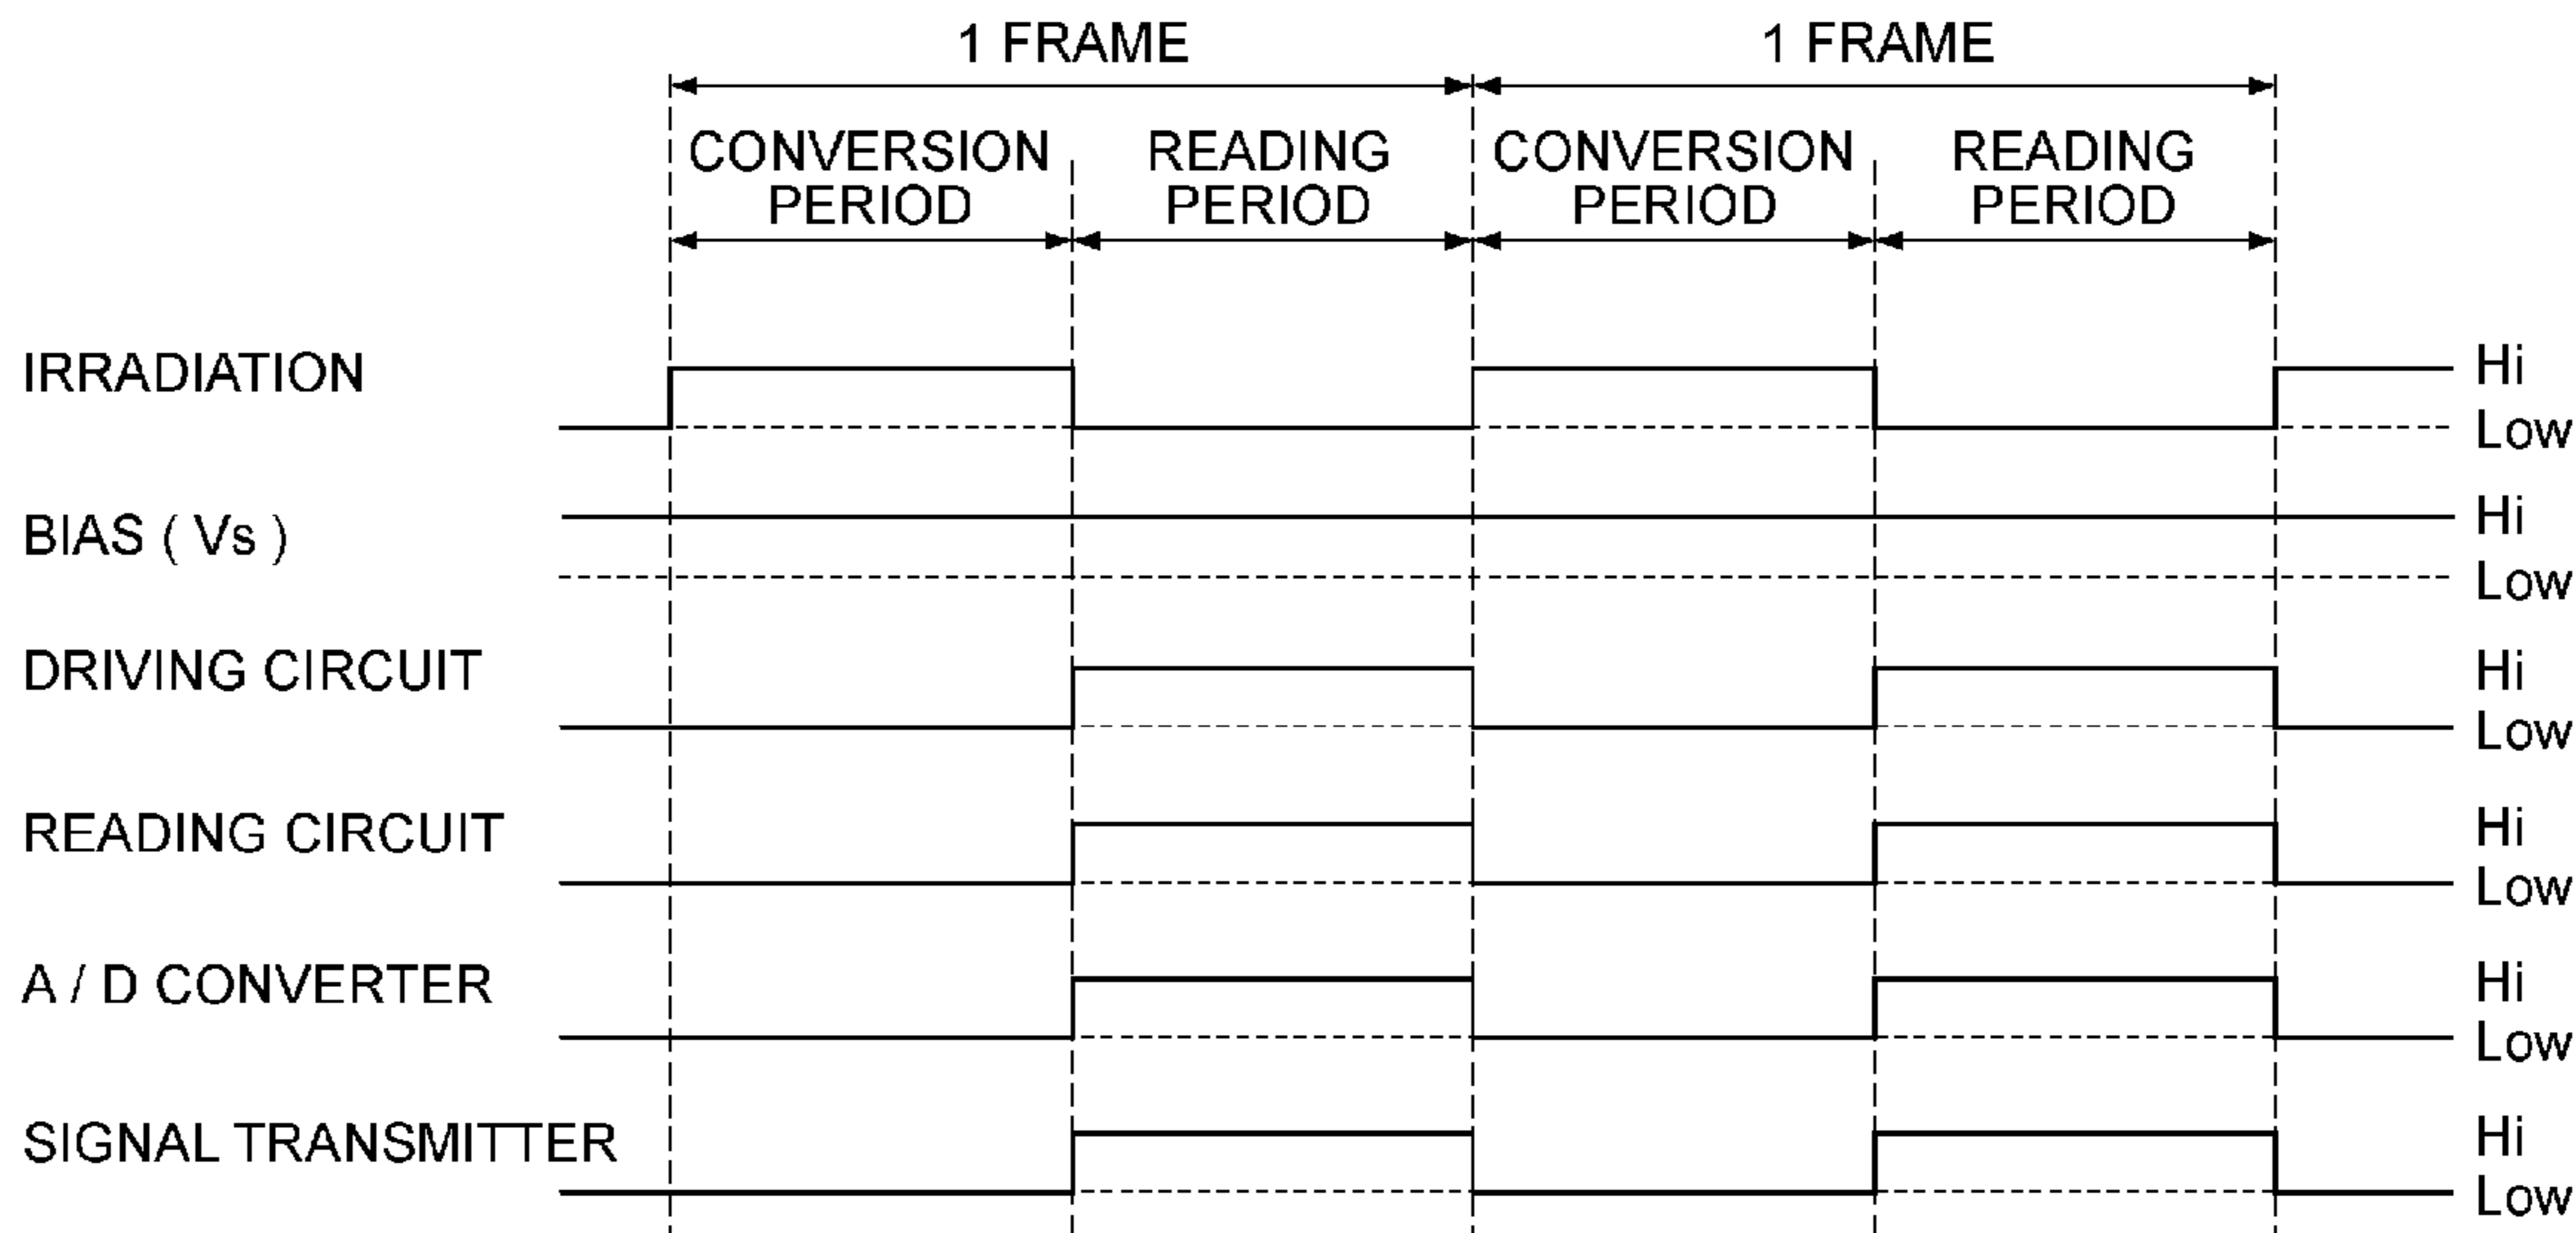 1 FRAME 1 FRAME
CONVERSION READING CONVERSION READING
PERIOD PERIOD PERIOD PERIOD
IRRADIATION Hi
Low
BIAS ( Vs ) Hi
Low
DRIVING CIRCUIT Hi
Low
READING CIRCUIT Hi
Low
A / D CONVERTER Hi
Low
SIGNAL TRANSMITTER Hi
Low